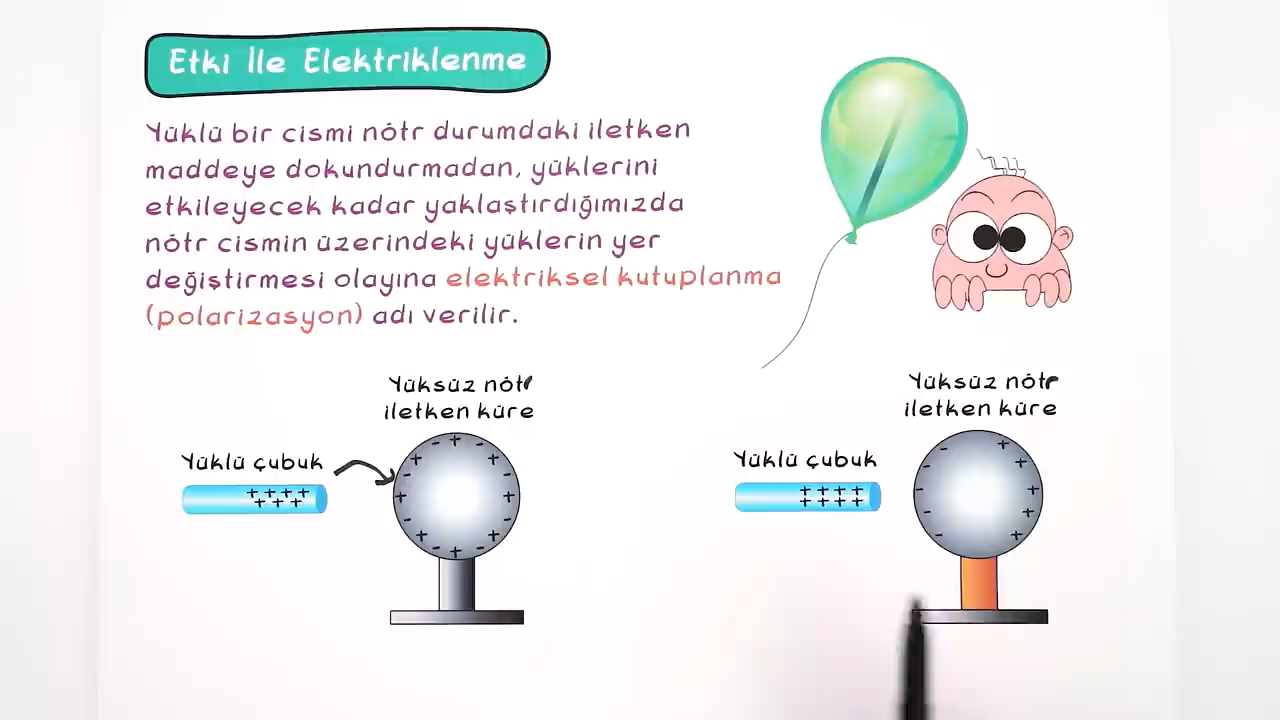 Etki İle Elektriklenme
Yüklü bir cismi nötr durumdaki iletken
maddeye dokundurmadan, yüklerini
etkileyecek kadar yaklaştırdığımızda
nötr cismin üzerindeki yüklerin yer
değiştirmesi olayına elektriksel kutuplanma
(polarizasyon) adı verilir.
Yüksüz nötr
iletken küre
Yüklü çubuk
Yüksüz nötr
iletken küre
Yüklü çubuk